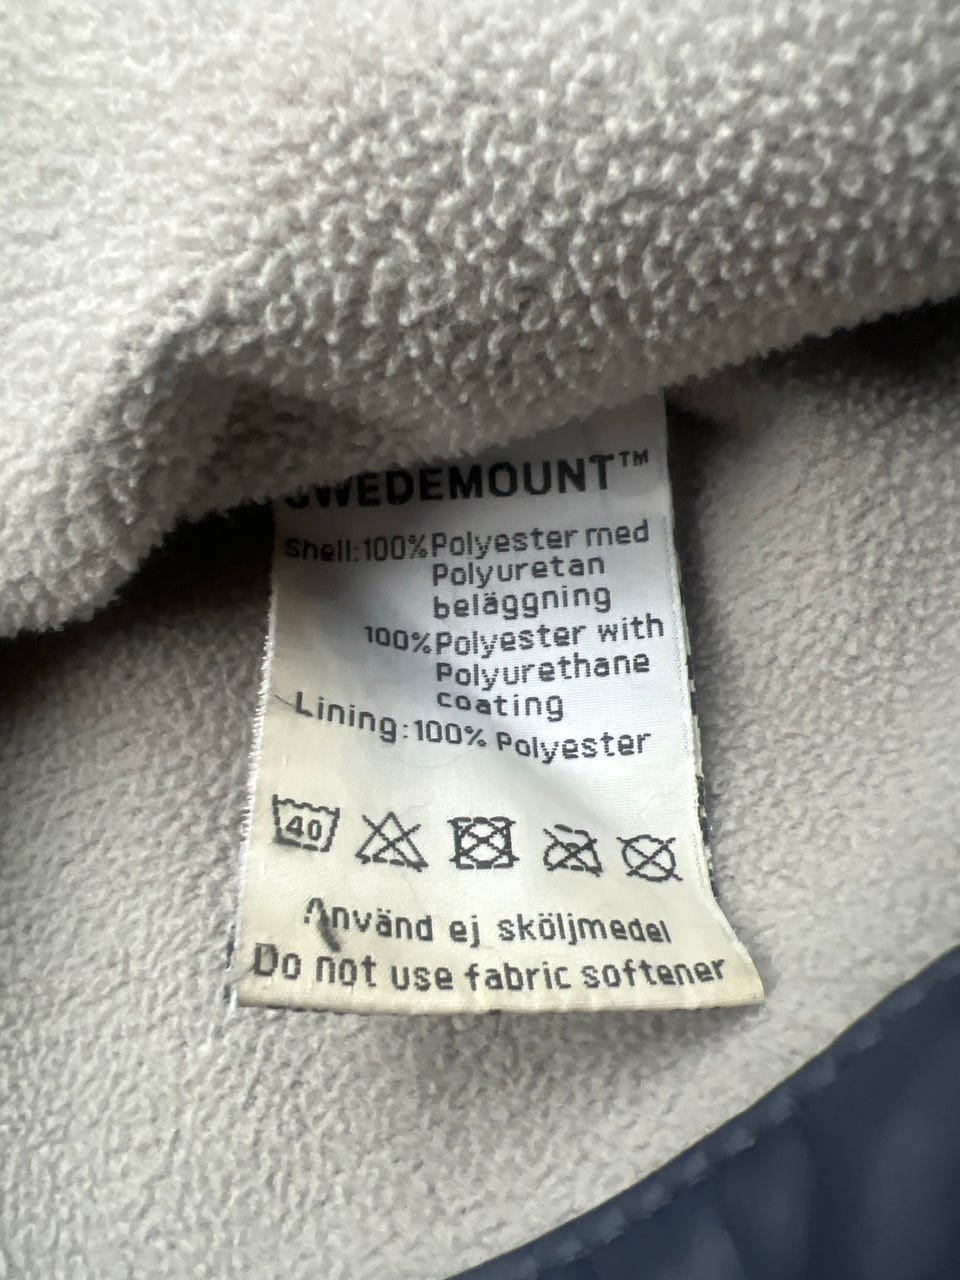 SWEDEMOUNT™
Shell:100%Polyester med
Polyuretan
beläggning
100%Polyester with
Polyurethane
coating
Lining:100% Polyester
40
Använd ej sköljmedel
Do not use fabric softener